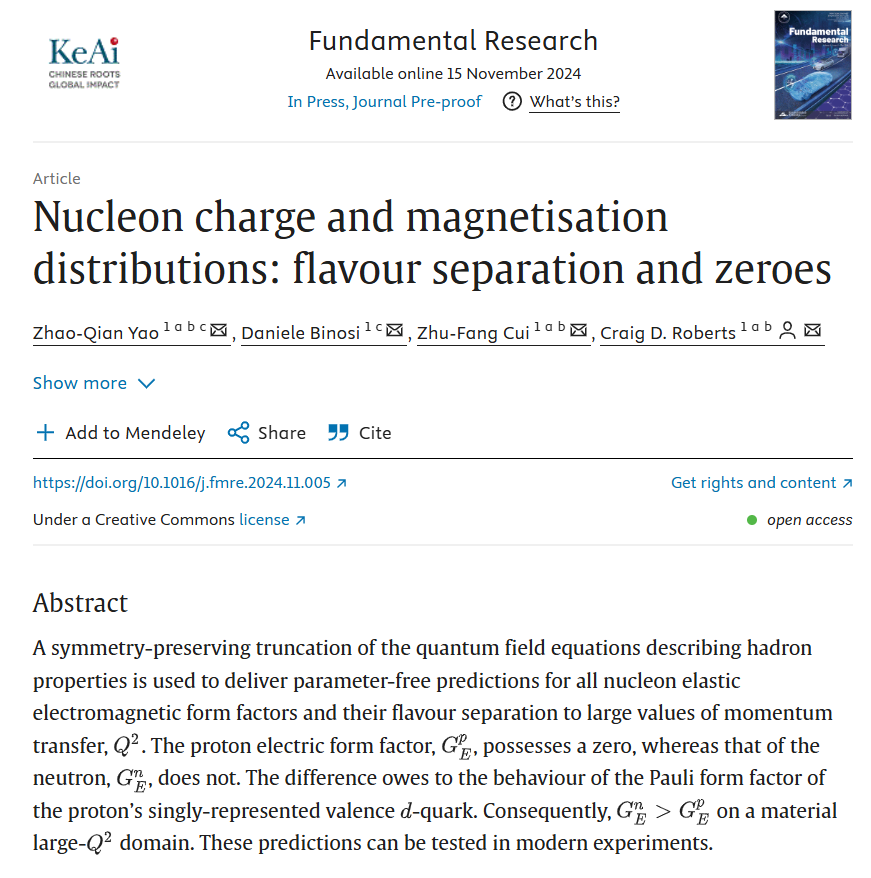 KeAi
CHINESE ROOTS
GLOBAL IMPACT
Fundamental Research
Available online 15 November 2024
In Press, Journal Pre-proof ? What's this?
Fundamental
Research
Article
Nucleon charge and magnetisation
distributions: flavour separation and zeroes
Zhao-Qian Yao 1 a b c, Daniele Binosi 1 c, Zhu-Fang Cui 1 a b, Craig D. Roberts 1 a b
Show more
Add to Mendeley Share Cite
https://doi.org/10.1016/j.fmre.2024.11.005 ↗ Get rights and content ↗
Under a Creative Commons license ↗ open access
Abstract
A symmetry-preserving truncation of the quantum field equations describing hadron
properties is used to deliver parameter-free predictions for all nucleon elastic
electromagnetic form factors and their flavour separation to large values of momentum
transfer, Q². The proton electric form factor, G_E^p, possesses a zero, whereas that of the
neutron, G_E^n, does not. The difference owes to the behaviour of the Pauli form factor of
the proton's singly-represented valence d-quark. Consequently, G_E^n > G_E^p on a material
large-Q² domain. These predictions can be tested in modern experiments.